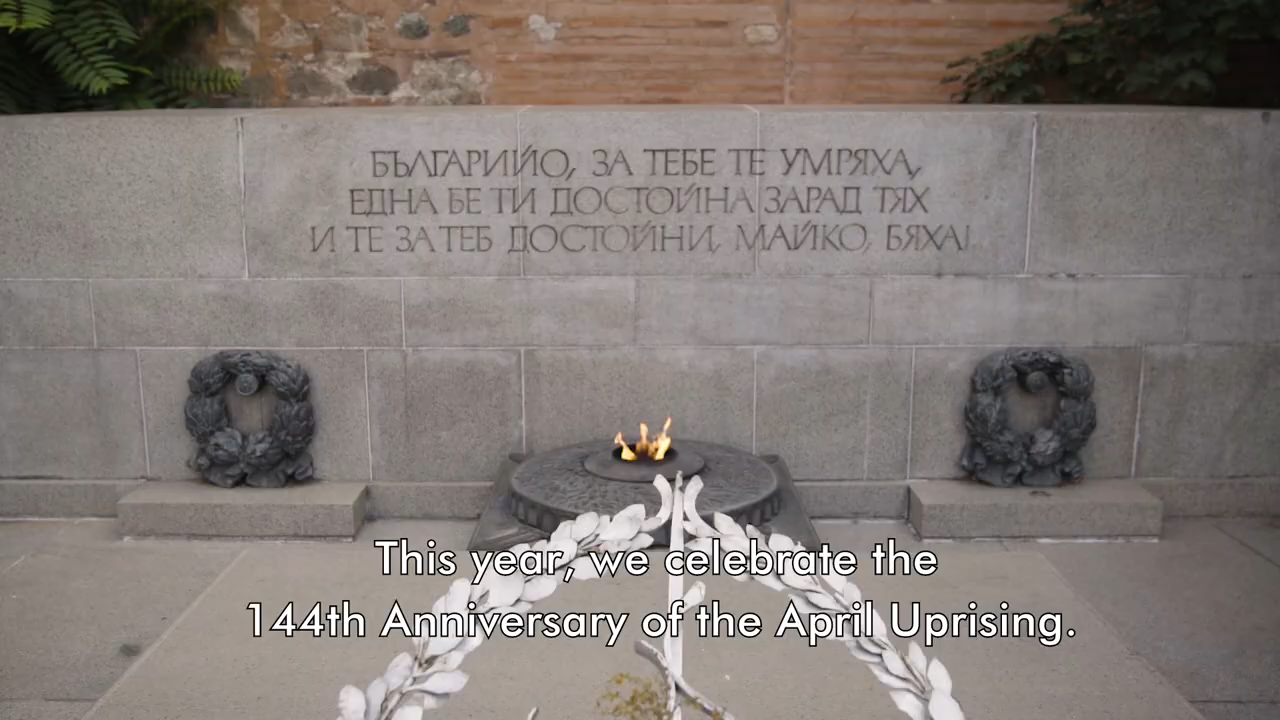 БЪЛГАРИЙО, ЗА ТЕБЕ ТЕ УМРЯХА,
ЕДНА БЕ ТИ ДОСТОЙНА ЗАРАД ТЯХ
И ТЕ ЗА ТЕБ ДОСТОЙНИ, МАЙКО, БЯХА!
This year, we celebrate the
144th Anniversary of the April Uprising.